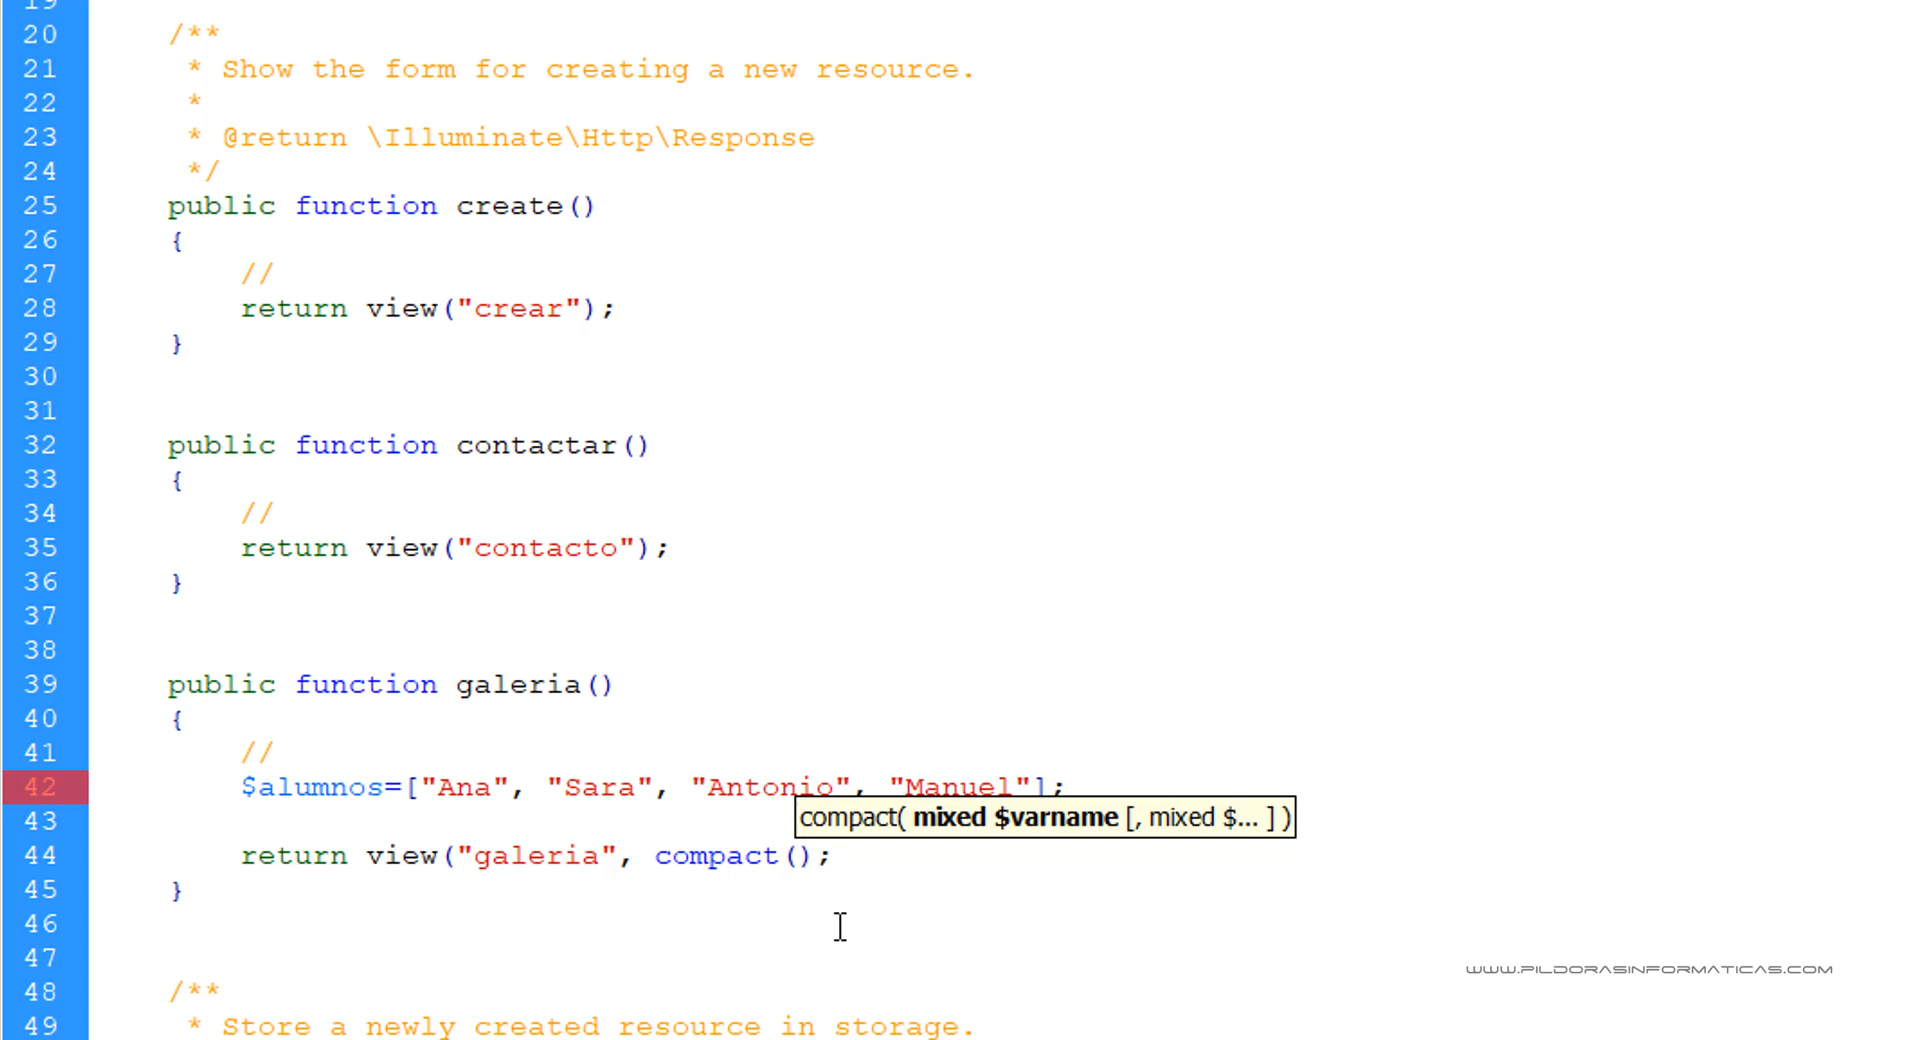 19
20 /**
21 * Show the form for creating a new resource.
22 *
23 * @return \Illuminate\Http\Response
24 */
25 public function create()
26 {
27 //
28 return view("crear");
29 }
30
31
32 public function contactar()
33 {
34 //
35 return view("contacto");
36 }
37
38
39 public function galeria()
40 {
41 //
42 $alumnos=["Ana", "Sara", "Antonio", "Manuel"];
43 compact( mixed $varname [, mixed $... ] )
44 return view("galeria", compact();
45 }
46
47
WWW.PILDORASINFORMATICAS.COM
48 /**
49 * Store a newly created resource in storage.